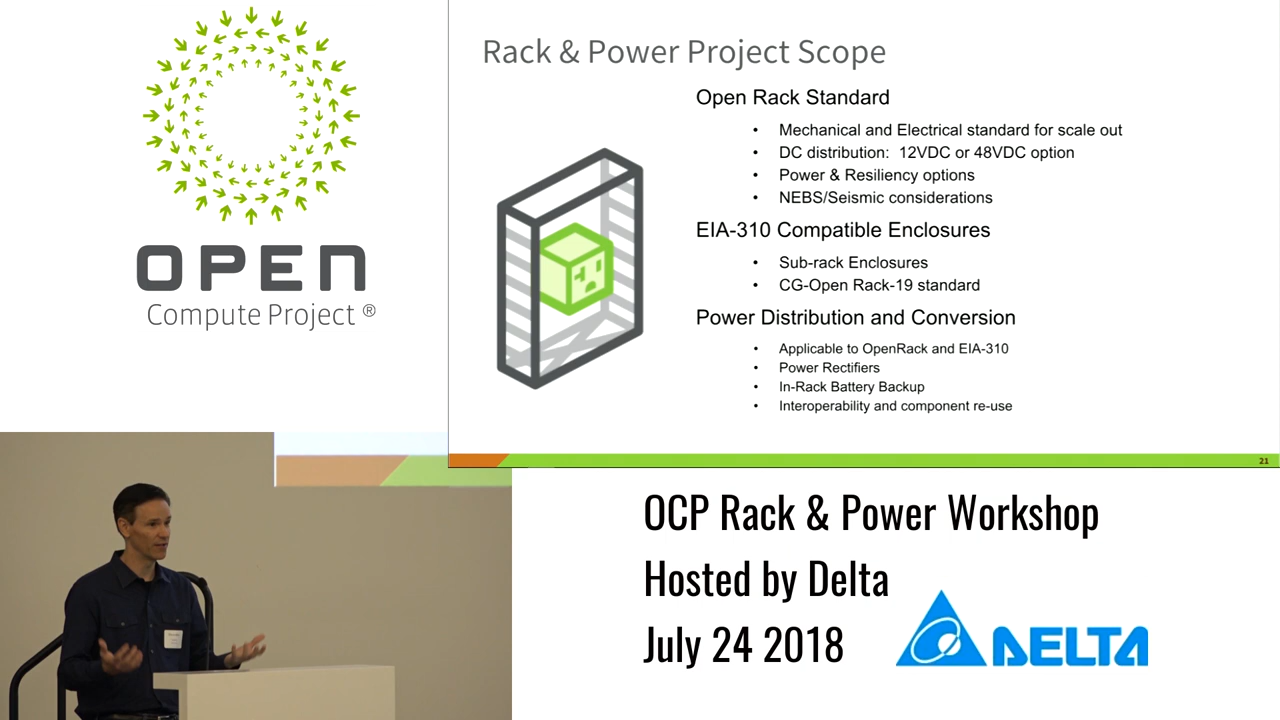 OPEN
Compute Project ®
Rack & Power Project Scope
Open Rack Standard
• Mechanical and Electrical standard for scale out
• DC distribution: 12VDC or 48VDC option
• Power & Resiliency options
• NEBS/Seismic considerations
EIA-310 Compatible Enclosures
• Sub-rack Enclosures
• CG-Open Rack-19 standard
Power Distribution and Conversion
• Applicable to OpenRack and EIA-310
• Power Rectifiers
• In-Rack Battery Backup
• Interoperability and component re-use
21
OCP Rack & Power Workshop
Hosted by Delta
July 24 2018
DELTA